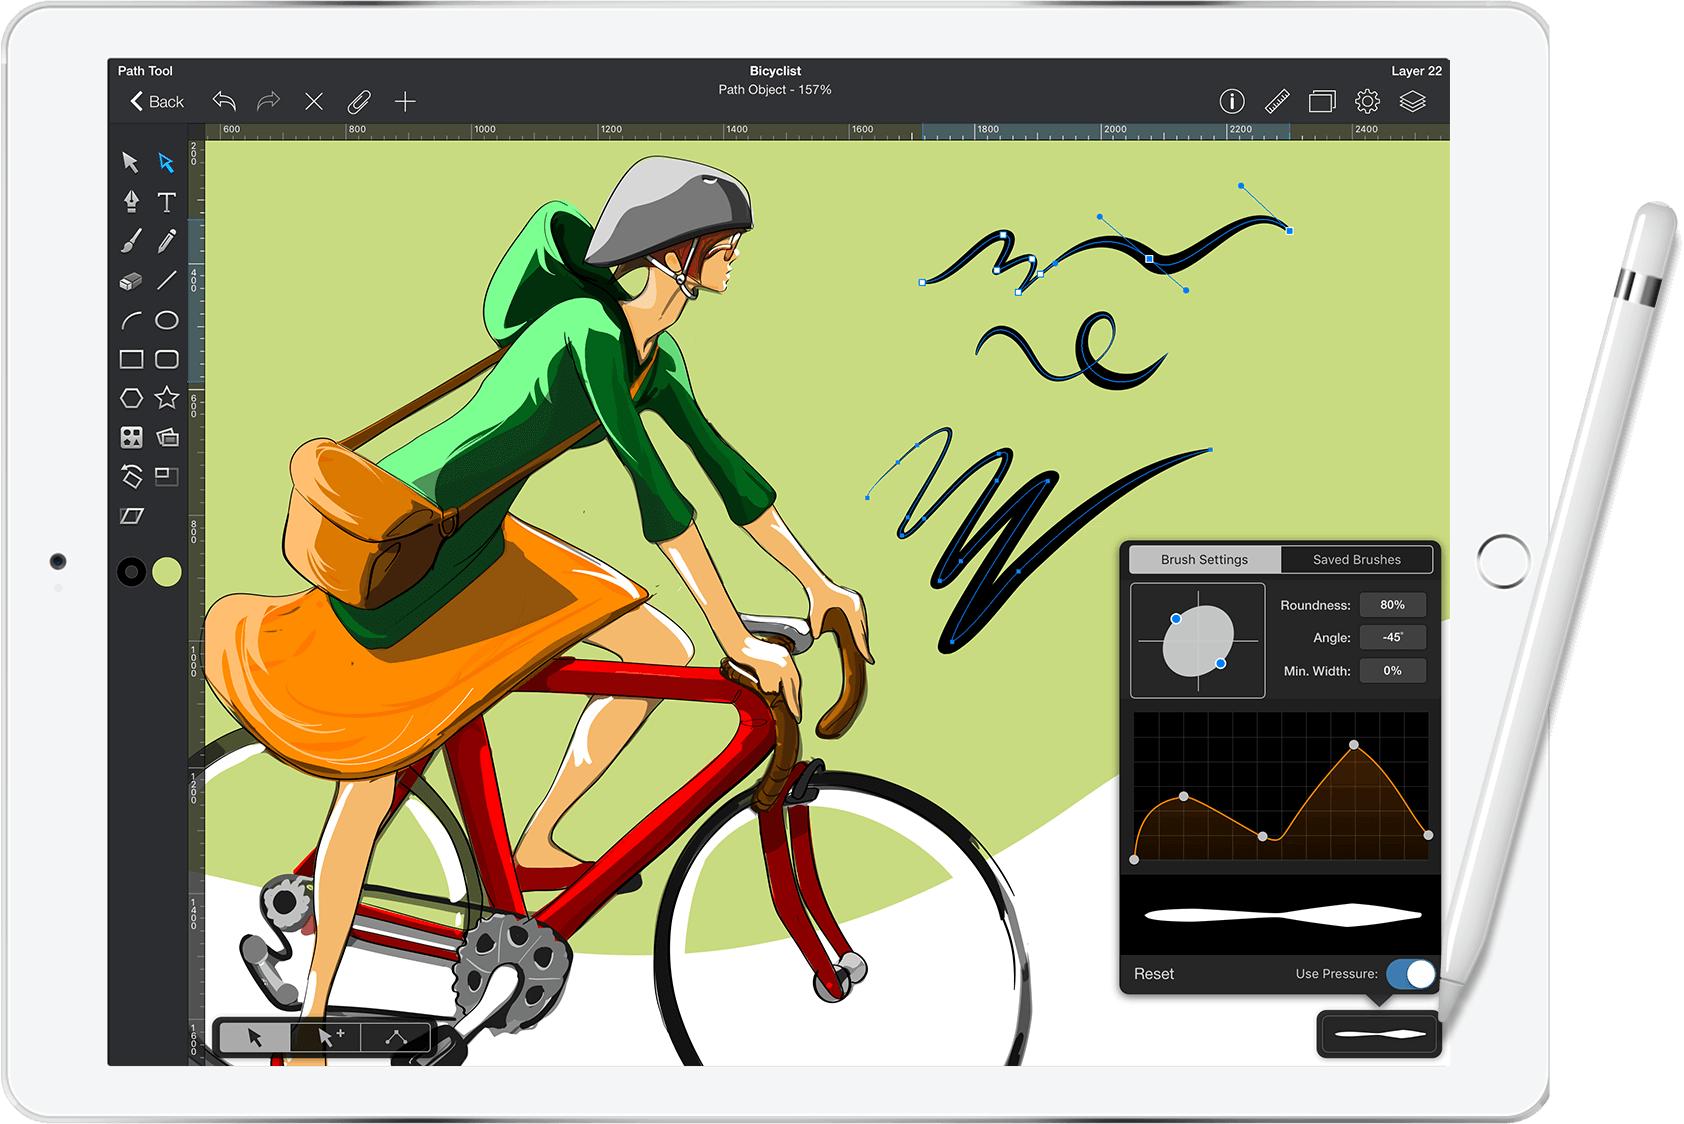 Path Tool
Bicyclist
Layer 22
Back
Path Object - 157%
600 800 1000 1200 1400 1600 1800 2000 2200 2400
200
400
600
800
1000
1200
1400
1600
T
Brush Settings
Saved Brushes
Roundness: 80%
Angle: -45°
Min. Width: 0%
Reset
Use Pressure: